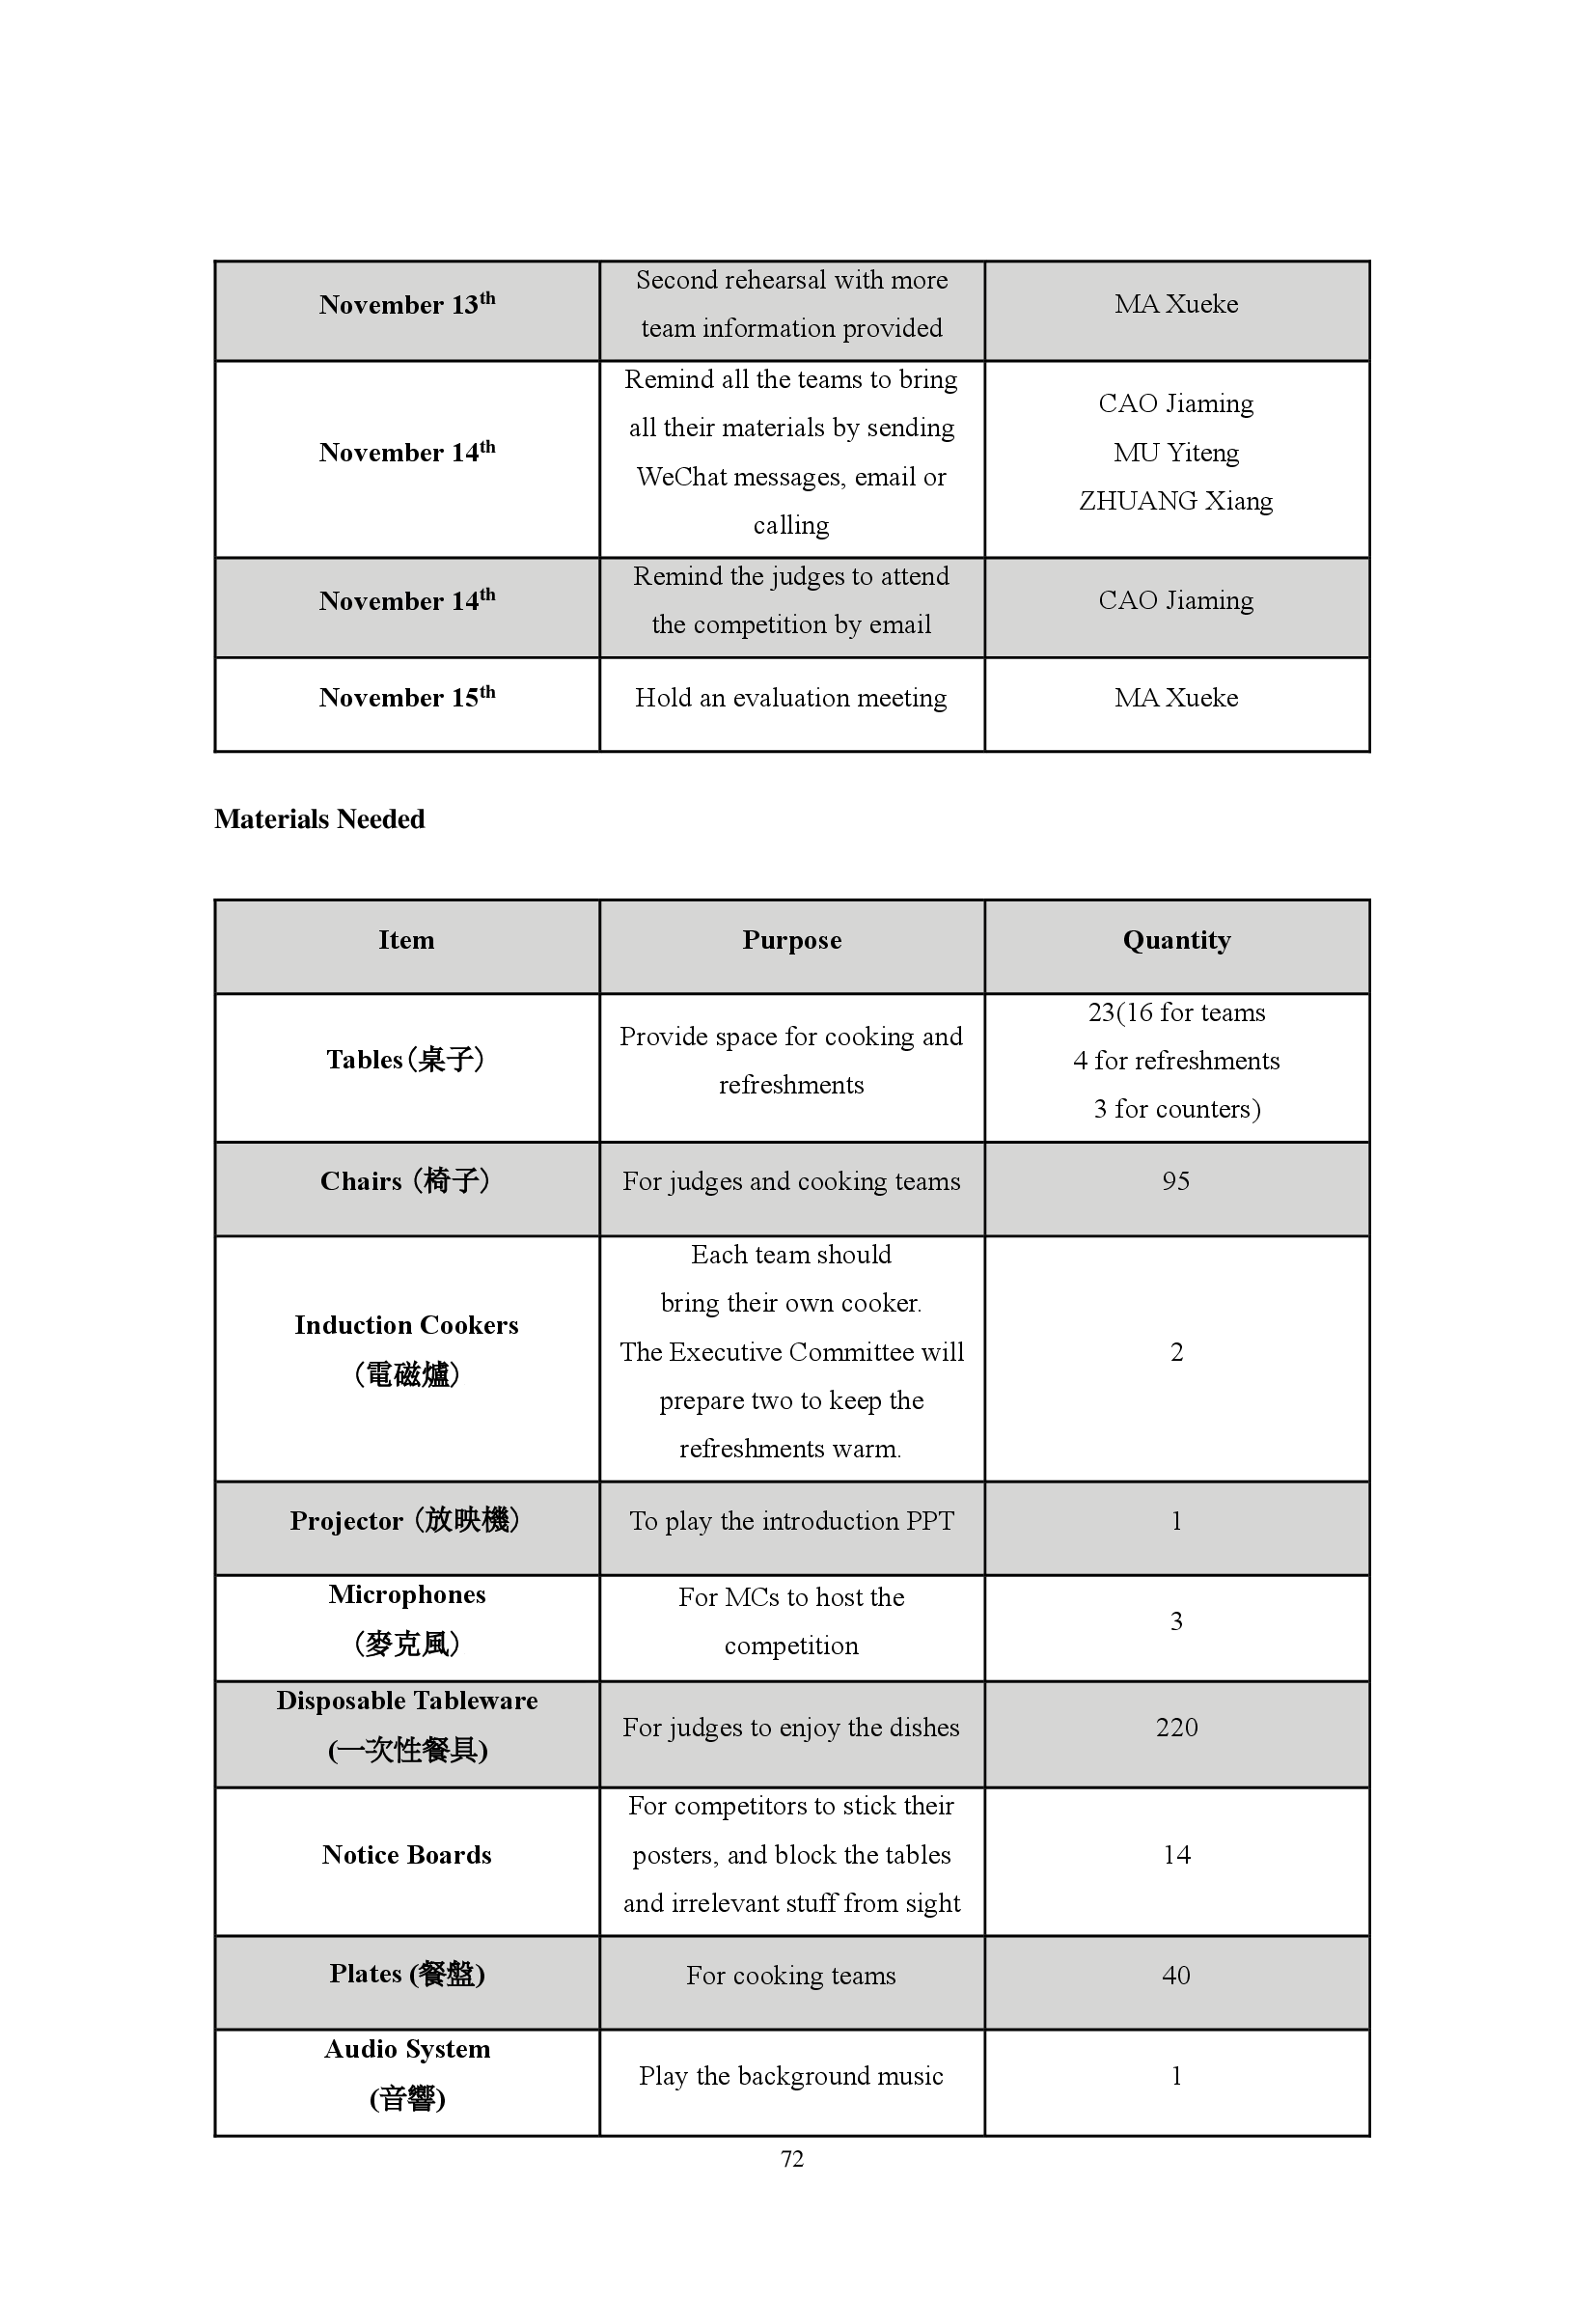 November 13th
Second rehearsal with more
team information provided
MA Xueke
November 14th
Remind all the teams to bring
all their materials by sending
WeChat messages, email or
calling
CAO Jiaming
MU Yiteng
ZHUANG Xiang
November 14th
Remind the judges to attend
the competition by email
CAO Jiaming
November 15th
Hold an evaluation meeting
MA Xueke
Materials Needed
Item
Purpose
Quantity
Tables（桌子）
Provide space for cooking and
refreshments
23(16 for teams
4 for refreshments
3 for counters)
Chairs （椅子）
For judges and cooking teams
95
Induction Cookers
（電磁爐）
Each team should
bring their own cooker.
The Executive Committee will
prepare two to keep the
refreshments warm.
2
Projector （放映機）
To play the introduction PPT
1
Microphones
（麥克風）
For MCs to host the
competition
3
Disposable Tableware
(一次性餐具)
For judges to enjoy the dishes
220
Notice Boards
For competitors to stick their
posters, and block the tables
and irrelevant stuff from sight
14
Plates (餐盤)
For cooking teams
40
Audio System
(音響)
Play the background music
1
72